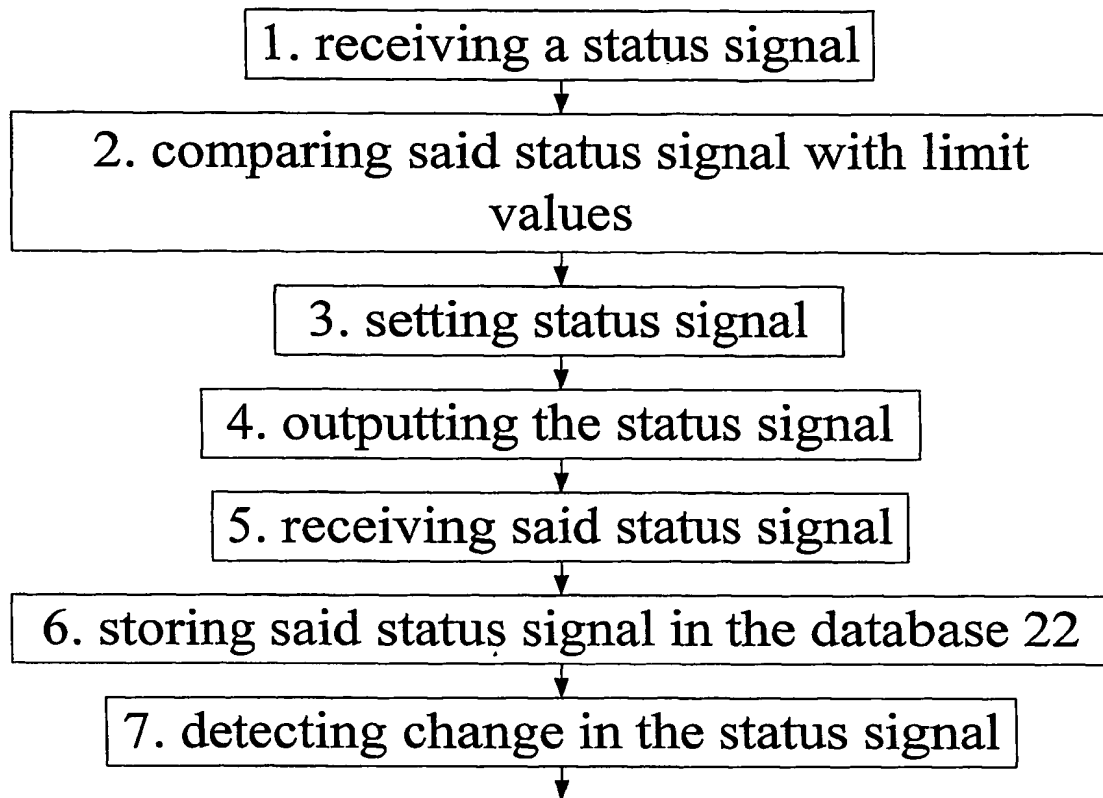 1. receiving a status signal
2. comparing said status signal with limit
values
3. setting status signal
4. outputting the status signal
5. receiving said status signal
6. storing said status signal in the database 22
7. detecting change in the status signal